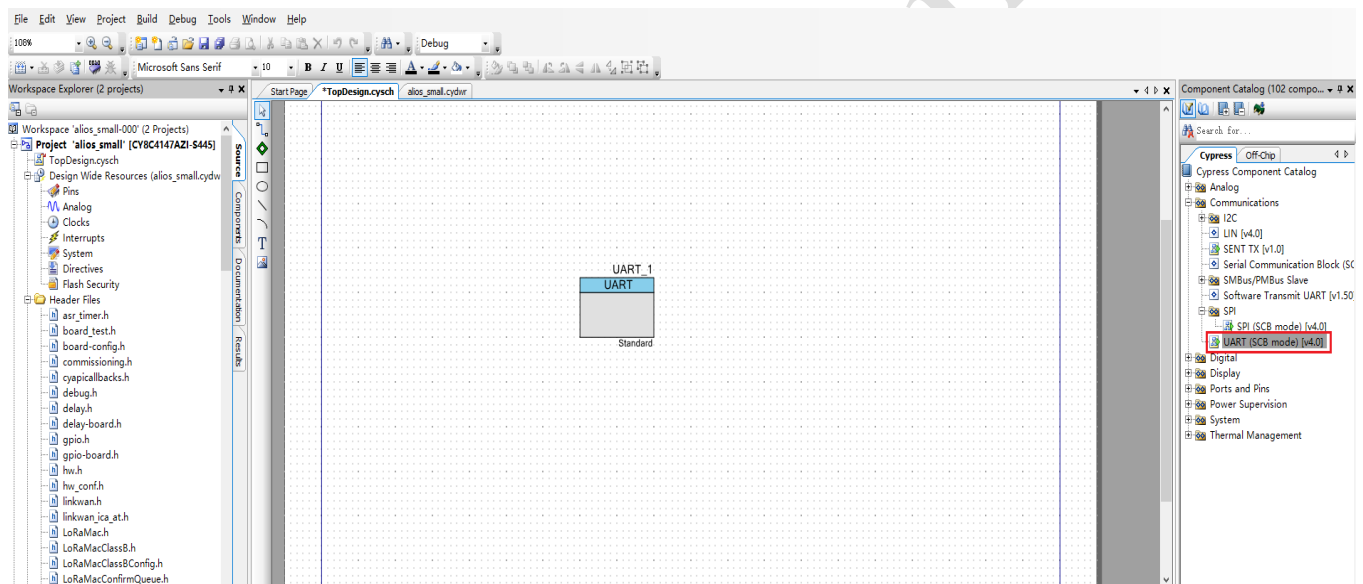 File Edit View Project Build Debug Tools Window Help
108% Debug
Microsoft Sans Serif 10 B I U A
Workspace Explorer (2 projects)
Start Page *TopDesign.cysch alios_small.cydwr
Component Catalog (102 compo...
Search for...
Workspace 'alios_small-000' (2 Projects)
Project 'alios_small' [CY8C4147AZI-S445]
TopDesign.cysch
Design Wide Resources (alios_small.cydw
Pins
Analog
Clocks
Interrupts
System
Directives
Flash Security
Header Files
asr_timer.h
board_test.h
board-config.h
commissioning.h
cyapicallbacks.h
debug.h
delay.h
delay-board.h
gpio.h
gpio-board.h
hw.h
hw_conf.h
linkwan.h
linkwan_ica_at.h
LoRaMac.h
LoRaMacClassB.h
LoRaMacClassBConfig.h
LoRaMacConfirmQueue.h
Source
Components
Documentation
Results
T
UART_1
UART
Standard
Cypress Off-Chip
Cypress Component Catalog
Analog
Communications
I2C
LIN [v4.0]
SENT TX [v1.0]
Serial Communication Block (SC
SMBus/PMBus Slave
Software Transmit UART [v1.50
SPI
SPI (SCB mode) [v4.0]
UART (SCB mode) [v4.0]
Digital
Display
Ports and Pins
Power Supervision
System
Thermal Management